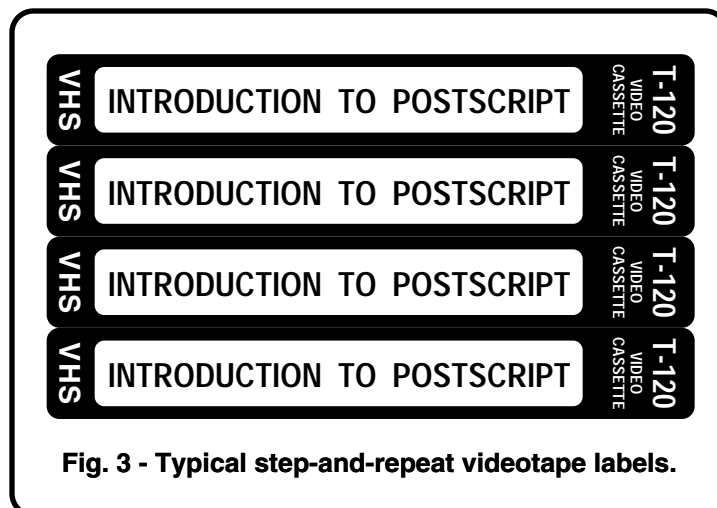 VHS
INTRODUCTION TO POSTSCRIPT
T-120
VIDEO
CASSETTE
VHS
INTRODUCTION TO POSTSCRIPT
T-120
VIDEO
CASSETTE
VHS
INTRODUCTION TO POSTSCRIPT
T-120
VIDEO
CASSETTE
VHS
INTRODUCTION TO POSTSCRIPT
T-120
VIDEO
CASSETTE
Fig. 3 - Typical step-and-repeat videotape labels.